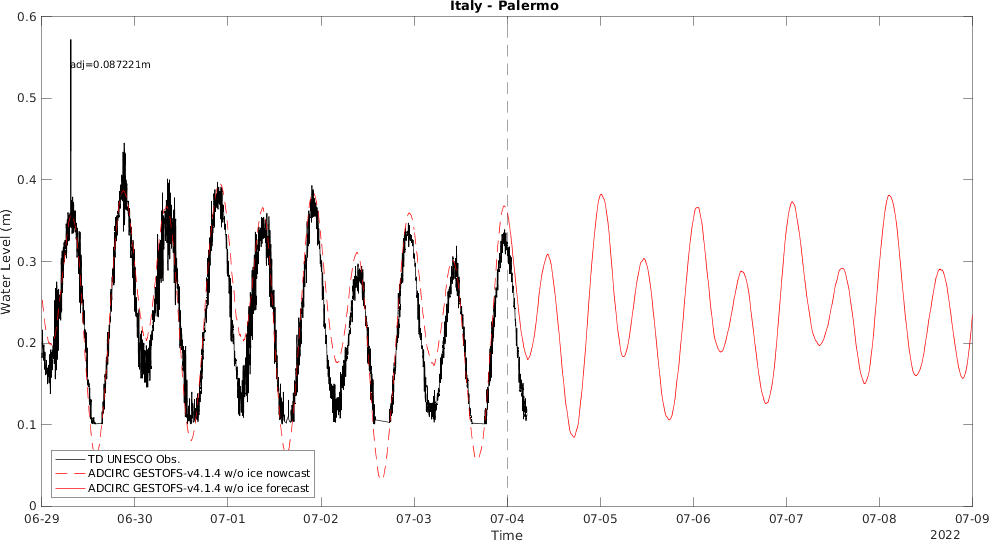 Italy - Palermo
0.6
adj=0.087221m
0.5
0.4
0.3
0.2
0.1
0
Water Level (m)
TD UNESCO Obs.
ADCIRC GESTOFS-v4.1.4 w/o ice nowcast
ADCIRC GESTOFS-v4.1.4 w/o ice forecast
06-29 06-30 07-01 07-02 07-03 07-04 07-05 07-06 07-07 07-08 07-09
Time
2022